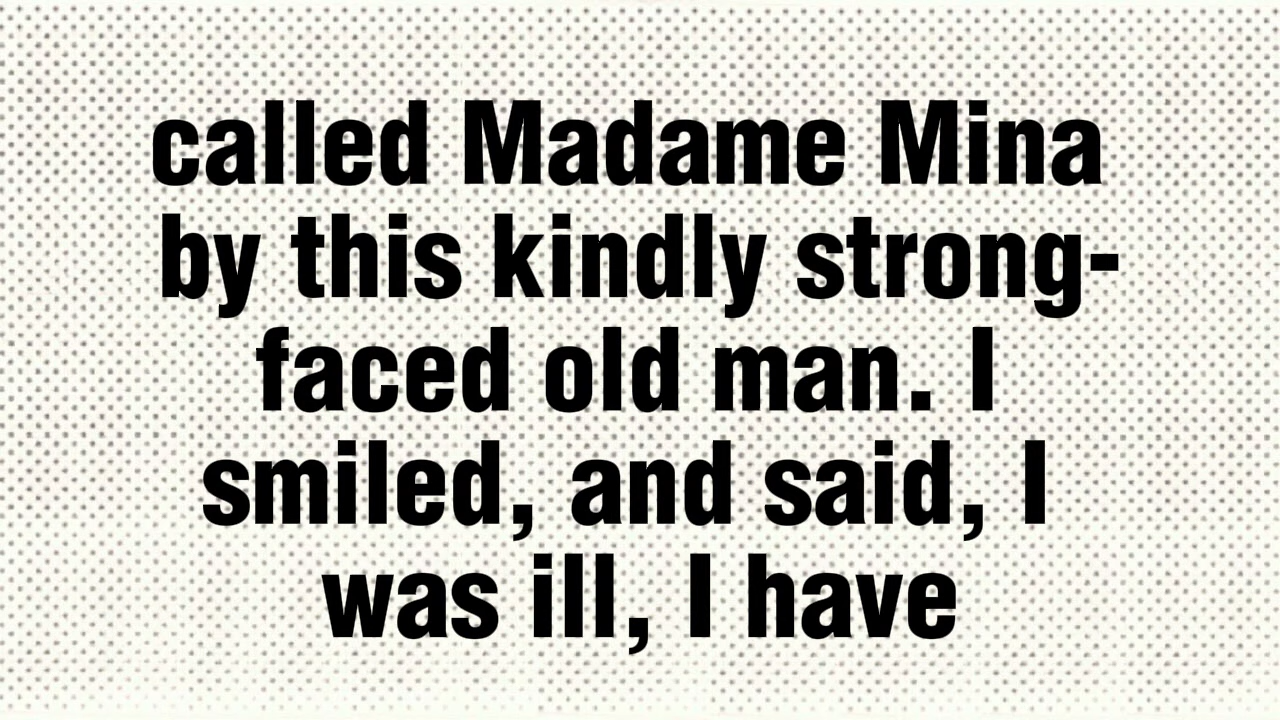 called Madame Mina
by this kindly strong-
faced old man. I
smiled, and said, I
was ill, I have